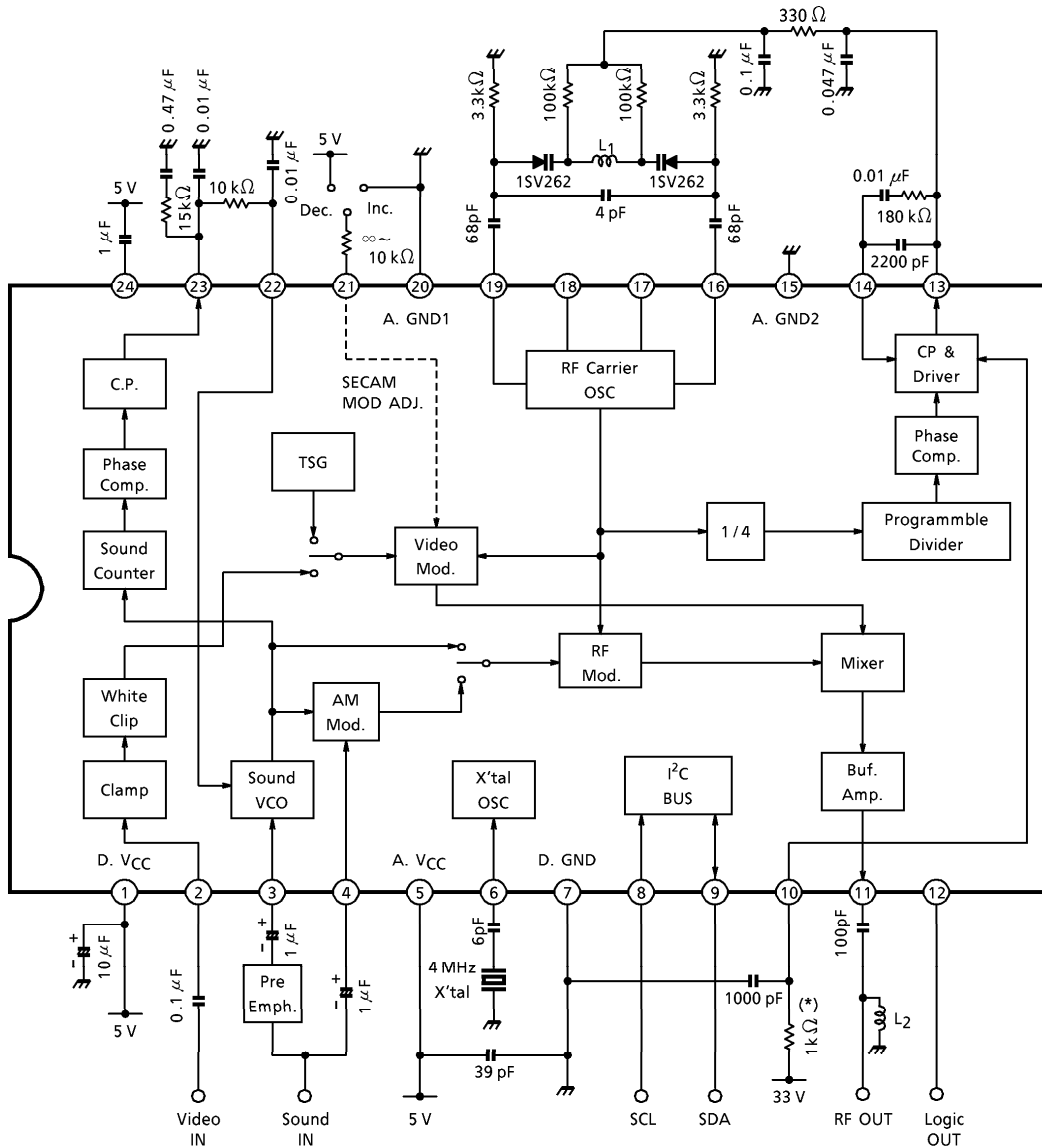 330 Ω
0.1 μF
0.047 μF
3.3kΩ
100kΩ
100kΩ
3.3kΩ
0.47 μF
0.01 μF
0.01 μF
5 V
L1
1SV262
1SV262
0.01 μF
180 kΩ
5 V
1 μF
15kΩ
10 kΩ
Dec.
Inc.
∞~
10 kΩ
68pF
4 pF
68pF
2200 pF
24
23
22
21
20
19
18
17
16
15
14
13
A. GND1
A. GND2
C.P.
SECAM
MOD ADJ.
RF Carrier
OSC
CP &
Driver
Phase
Comp.
TSG
Phase
Comp.
Sound
Counter
Video
Mod.
1 / 4
Programmble
Divider
RF
Mod.
Mixer
White
Clip
AM
Mod.
Clamp
Sound
VCO
X'tal
OSC
I2C
BUS
Buf.
Amp.
D. VCC
A. VCC
D. GND
1
2
3
4
5
6
7
8
9
10
11
12
+
-
10 μF
5 V
0.1 μF
+
-
1 μF
Pre
Emph.
+
-
1 μF
6pF
4 MHz
X'tal
39 pF
5 V
1000 pF
1kΩ (*)
33 V
100pF
L2
Video
IN
Sound
IN
SCL
SDA
RF OUT
Logic
OUT